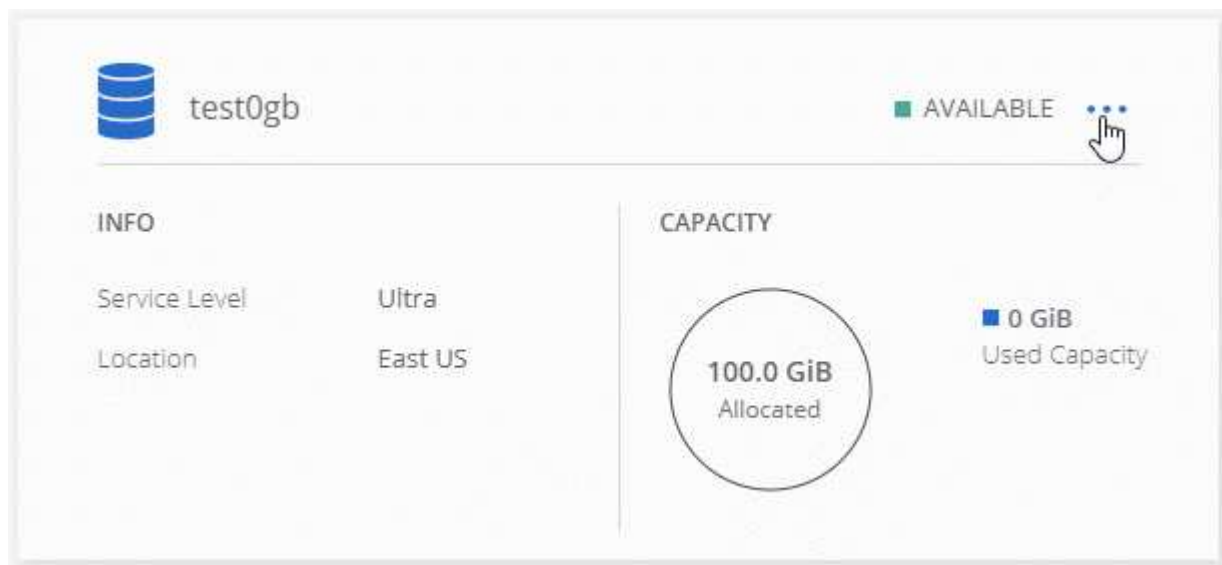 test0gb
AVAILABLE
INFO
Service Level Ultra
Location East US
CAPACITY
100.0 GiB
Allocated
0 GiB
Used Capacity